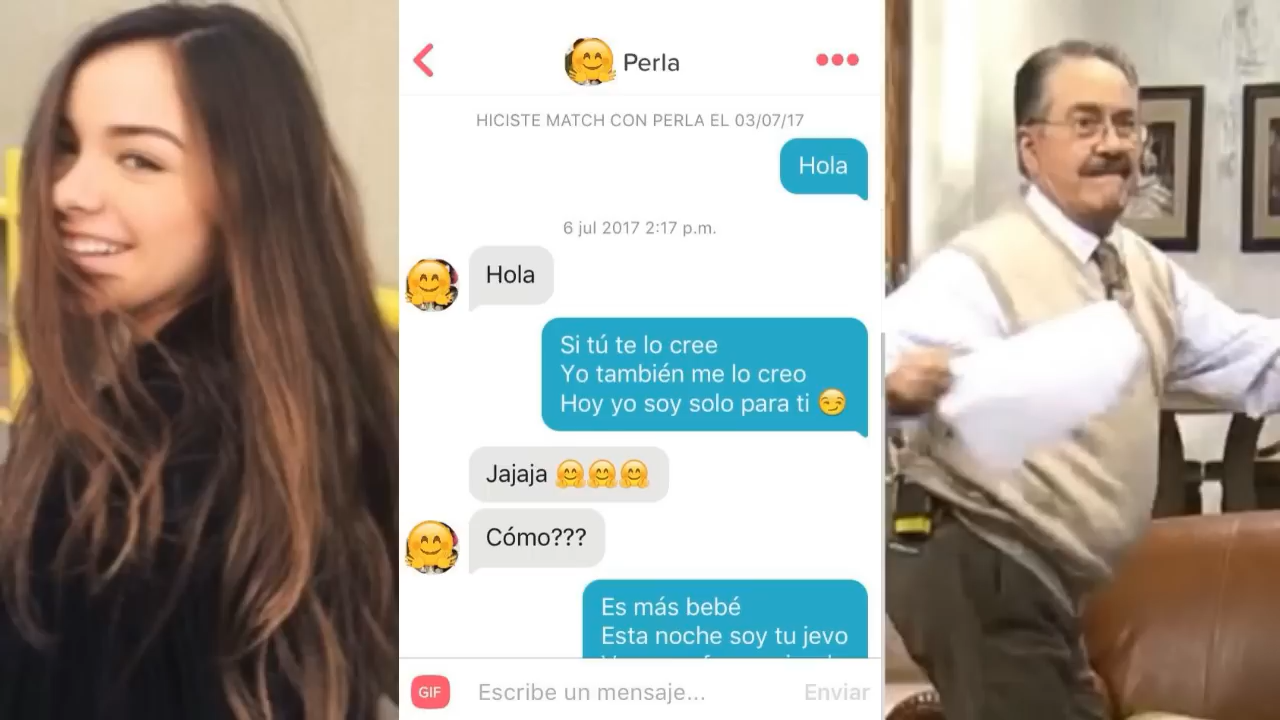 Perla
HICISTE MATCH CON PERLA EL 03/07/17
Hola
6 jul 2017 2:17 p.m.
Hola
Si tú te lo cree
Yo también me lo creo
Hoy yo soy solo para ti 😏
Jajaja 🤗🤗🤗
Cómo???
Es más bebé
Esta noche soy tu jevo
GIF
Escribe un mensaje...
Enviar